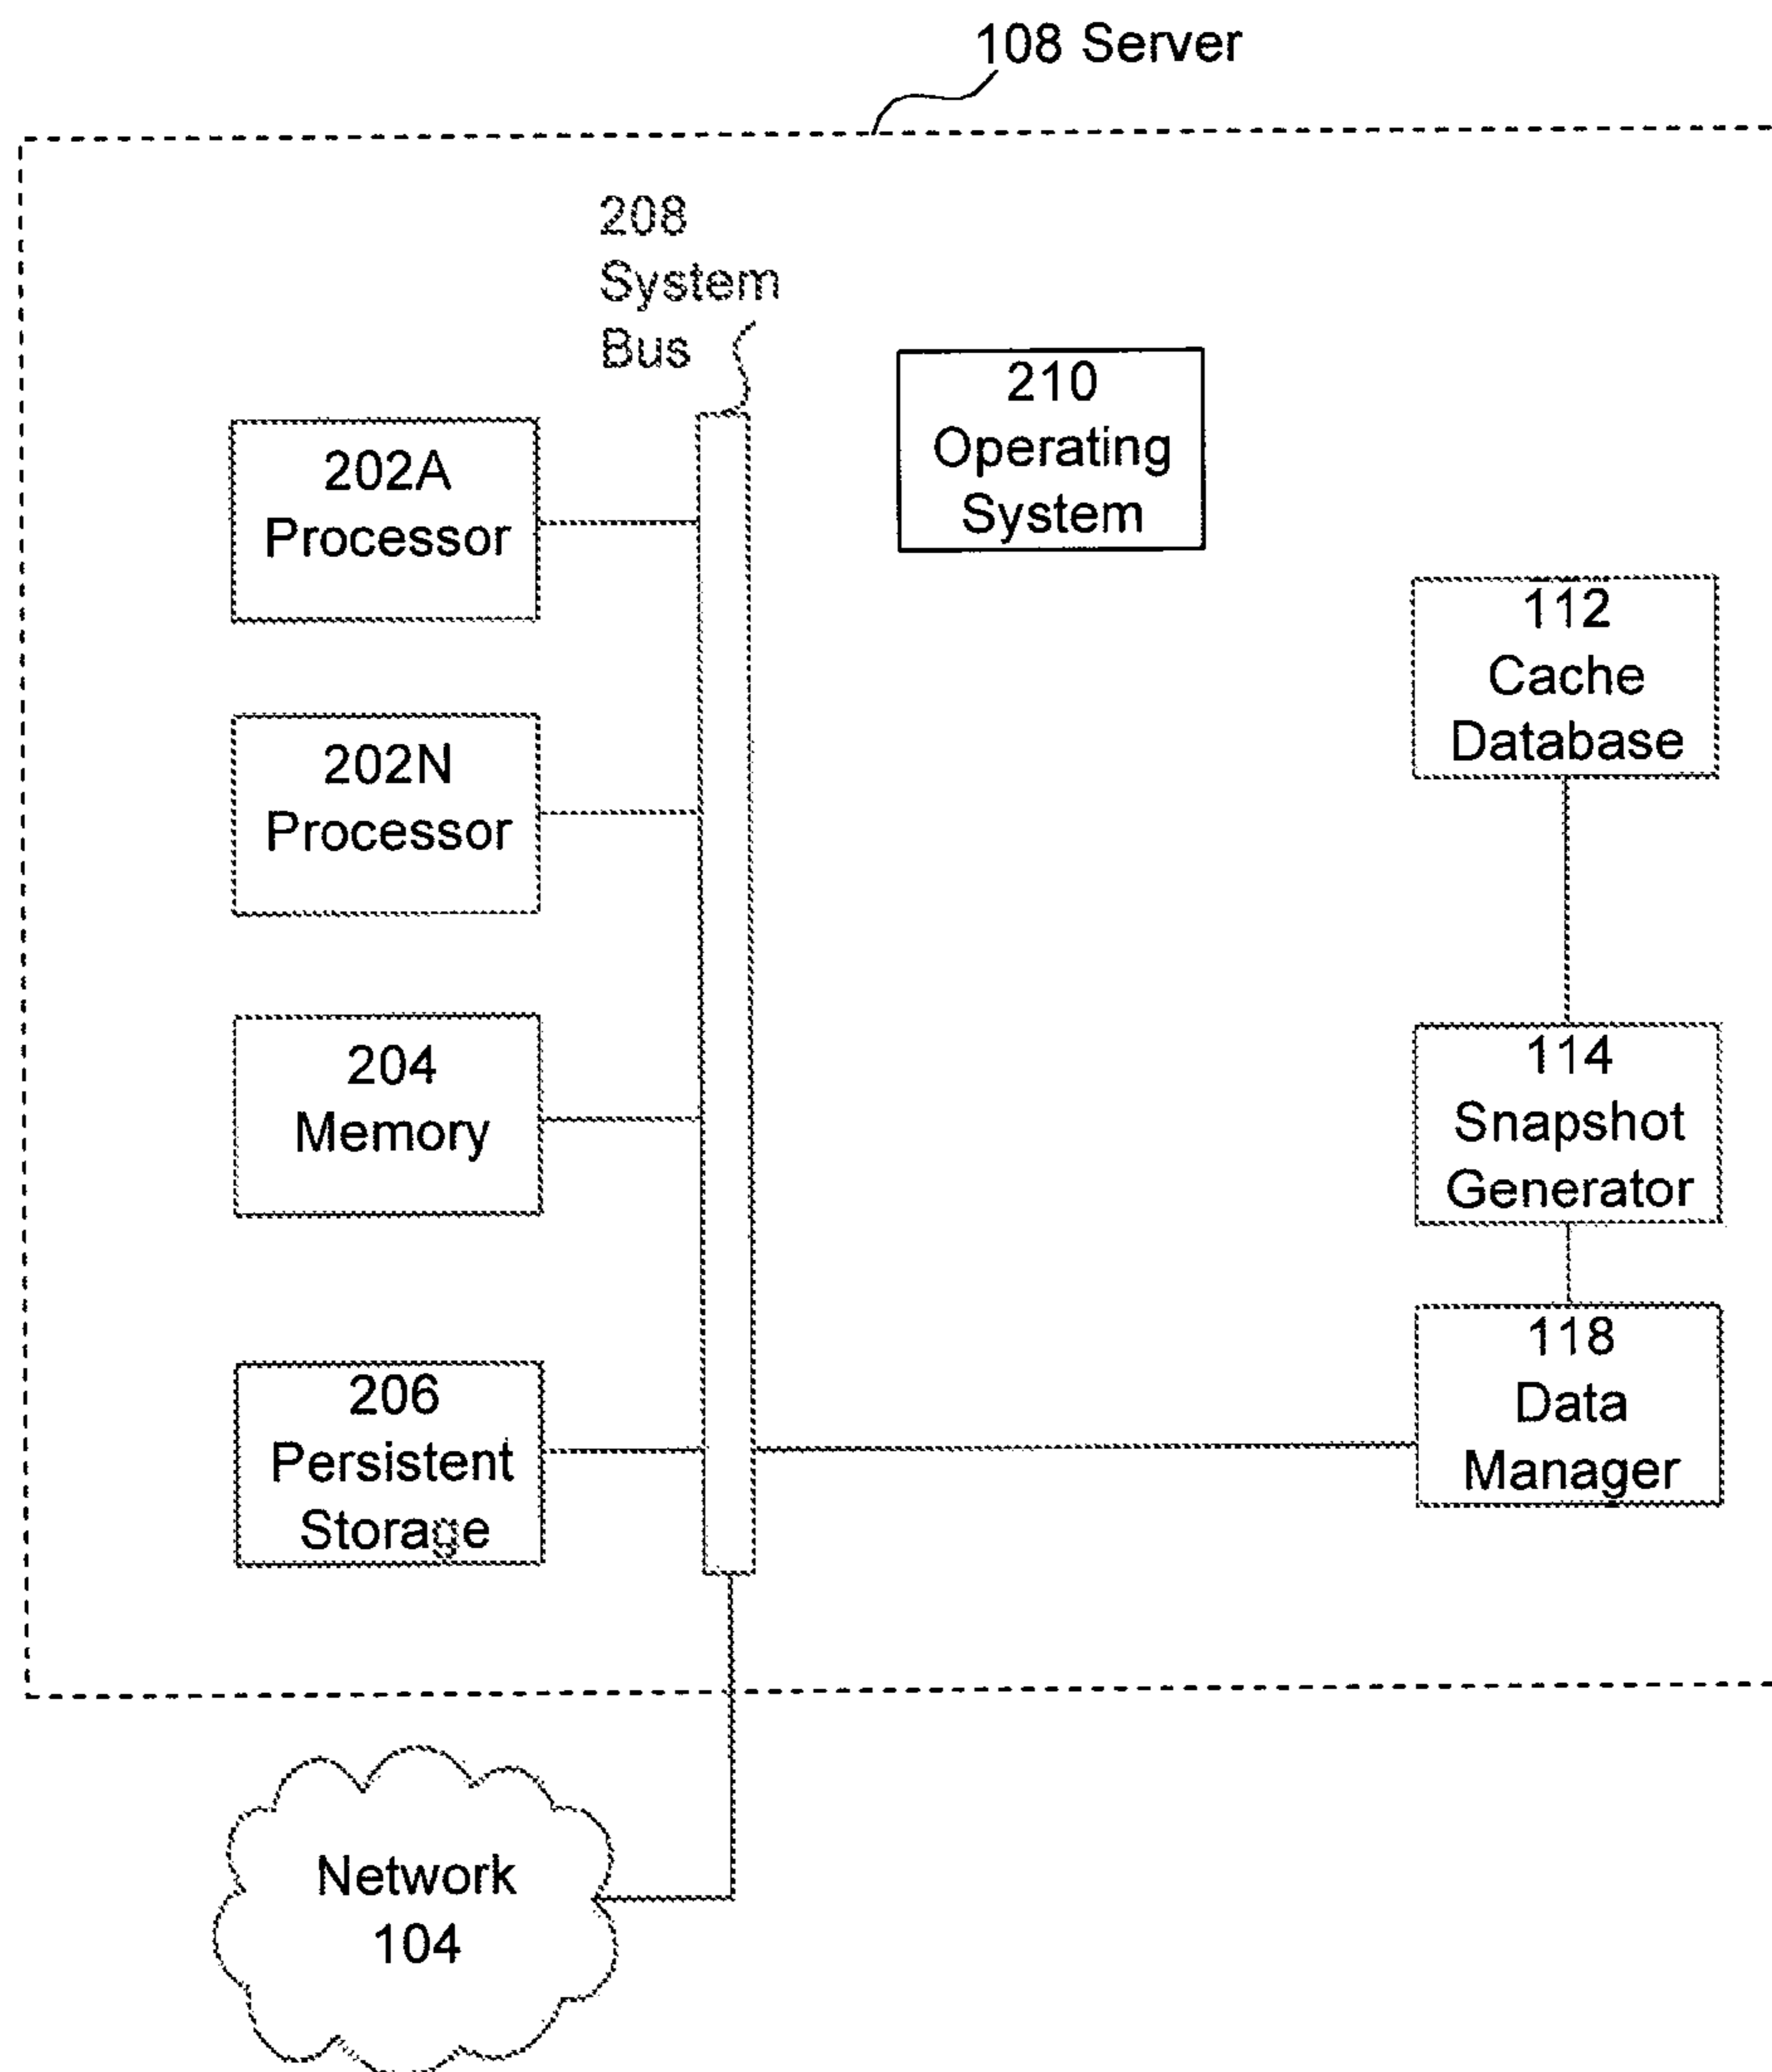 108 Server
208
System
Bus
210
Operating
System
202A
Processor
112
Cache
Database
202N
Processor
204
Memory
114
Snapshot
Generator
118
Data
Manager
206
Persistent
Storage
Network
104